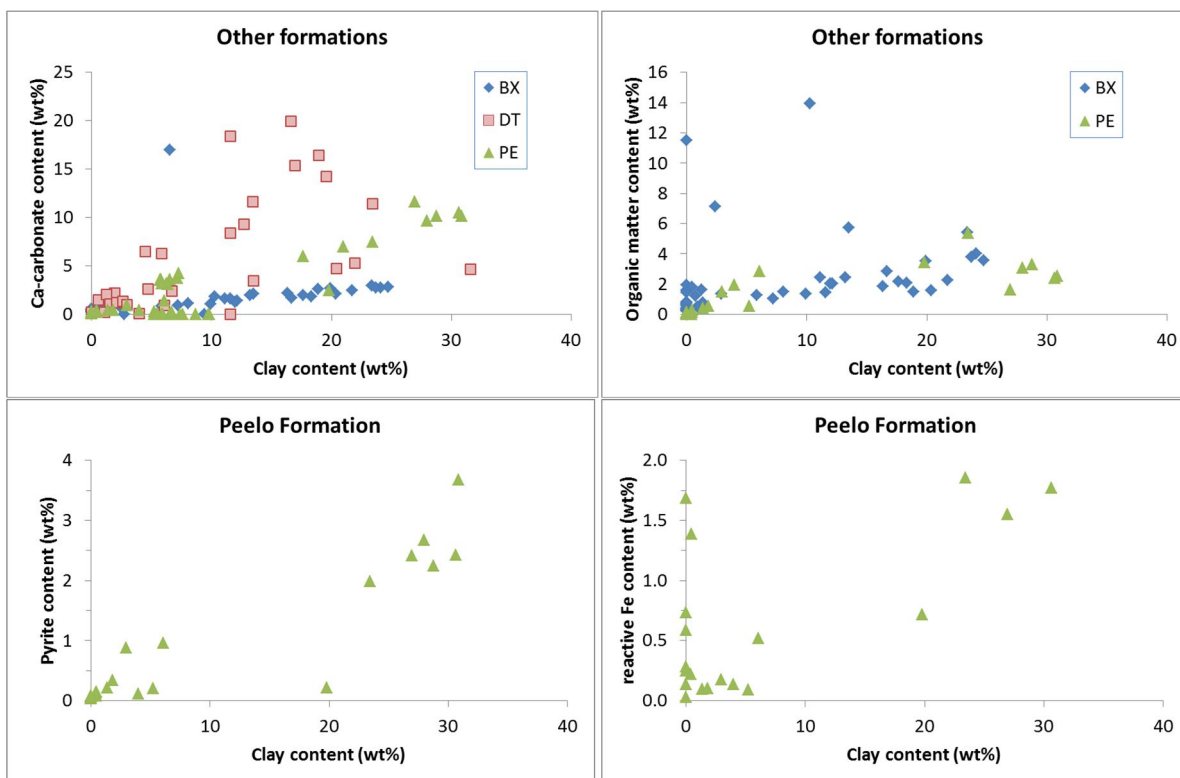 Other formations
Ca-carbonate content (wt%)
25
20
15
10
5
0
0 10 20 30 40
Clay content (wt%)
BX
DT
PE
Other formations
Organic matter content (wt%)
16
14
12
10
8
6
4
2
0
0 10 20 30 40
Clay content (wt%)
BX
PE
Peelo Formation
Pyrite content (wt%)
4
3
2
1
0
0 10 20 30 40
Clay content (wt%)
Peelo Formation
reactive Fe content (wt%)
2.0
1.5
1.0
0.5
0.0
0 10 20 30 40
Clay content (wt%)